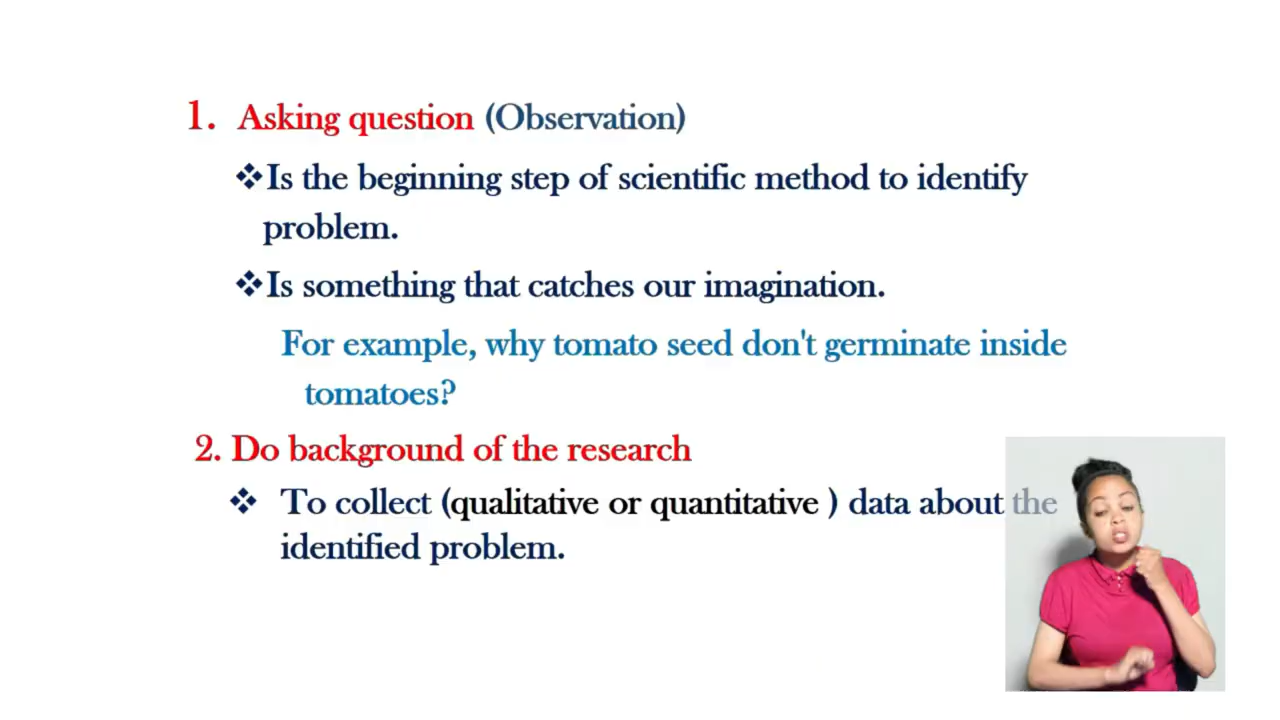 1. Asking question (Observation)
❖Is the beginning step of scientific method to identify
problem.
❖Is something that catches our imagination.
For example, why tomato seed don't germinate inside
tomatoes?
2. Do background of the research
❖ To collect (qualitative or quantitative ) data about the
identified problem.